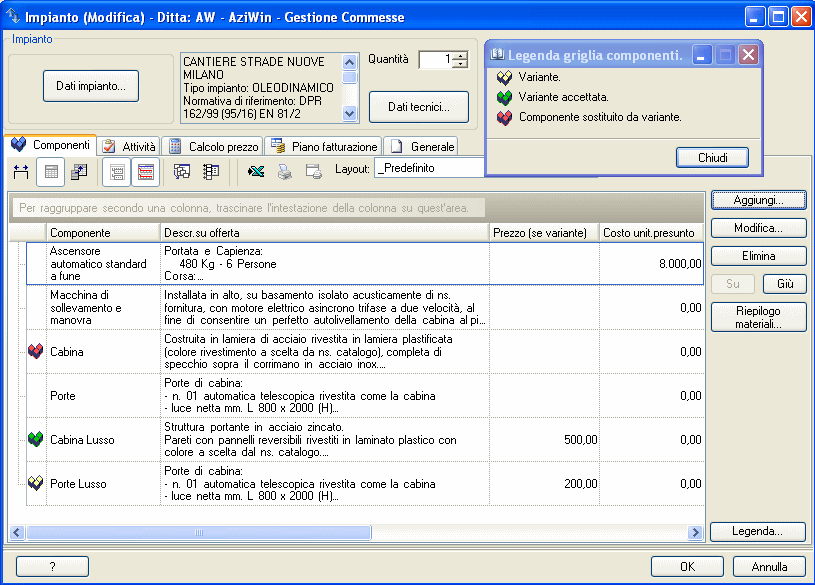 Impianto (Modifica) - Ditta: AW - AziWin - Gestione Commesse
Impianto
Dati impianto...
CANTIERE STRADE NUOVE
MILANO
Tipo impianto: OLEODINAMICO
Normativa di riferimento: DPR
162/99 (95/16) EN 81/2
Quantità
1
Dati tecnici...
Legenda griglia componenti.
Variante.
Variante accettata.
Componente sostituito da variante.
Chiudi
Componenti
Attività
Calcolo prezzo
Piano fatturazione
Generale
Layout:
_Predefinito
Per raggruppare secondo una colonna, trascinare l'intestazione della colonna su quest'area.
Componente
Descr.su offerta
Prezzo (se variante)
Costo unit.presunto
Ascensore
automatico standard
a fune
Portata e Capienza:
480 Kg - 6 Persone
Corsa:...
8.000,00
Macchina di
sollevamento e
manovra
Installata in alto, su basamento isolato acusticamente di ns.
fornitura, con motore elettrico asincrono trifase a due velocità, al
fine di consentire un perfetto autolivellamento della cabina al pi...
0,00
Cabina
Costruita in lamiera di acciaio rivestita in lamiera plastificata
(colore rivestimento a scelta da ns. catalogo), completa di
specchio sopra il corrimano in acciaio inox....
0,00
Porte
Porte di cabina:
- n. 01 automatica telescopica rivestita come la cabina
- luce netta mm. L 800 x 2000 (H)...
0,00
Cabina Lusso
Struttura portante in acciaio zincato.
Pareti con pannelli reversibili rivestiti in laminato plastico con
colore a scelta dal ns. catalogo....
500,00
0,00
Porte Lusso
Porte di cabina:
- n. 01 automatica telescopica rivestita come la cabina
- luce netta mm. L 800 x 2000 (H)...
200,00
0,00
Aggiungi...
Modifica...
Elimina
Su
Giù
Riepilogo
materiali...
Legenda...
?
OK
Annulla